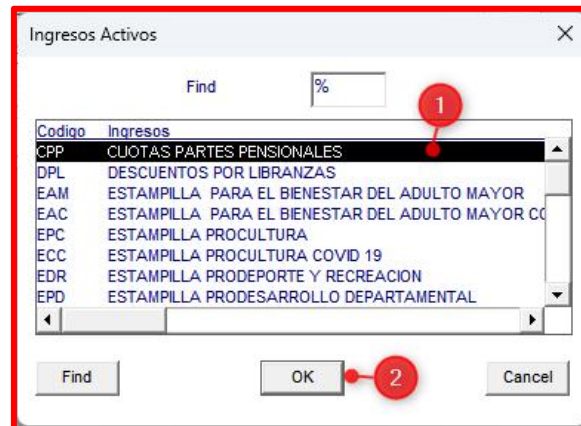 Ingresos Activos
Find %
1
Codigo Ingresos
CPP CUOTAS PARTES PENSIONALES
DPL DESCUENTOS POR LIBRANZAS
EAM ESTAMPILLA PARA EL BIENESTAR DEL ADULTO MAYOR
EAC ESTAMPILLA PARA EL BIENESTAR DEL ADULTO MAYOR CO
EPC ESTAMPILLA PROCULTURA
ECC ESTAMPILLA PROCULTURA COVID 19
EDR ESTAMPILLA PRODEPORTE Y RECREACION
EPD ESTAMPILLA PRODESARROLLO DEPARTAMENTAL
Find OK 2 Cancel